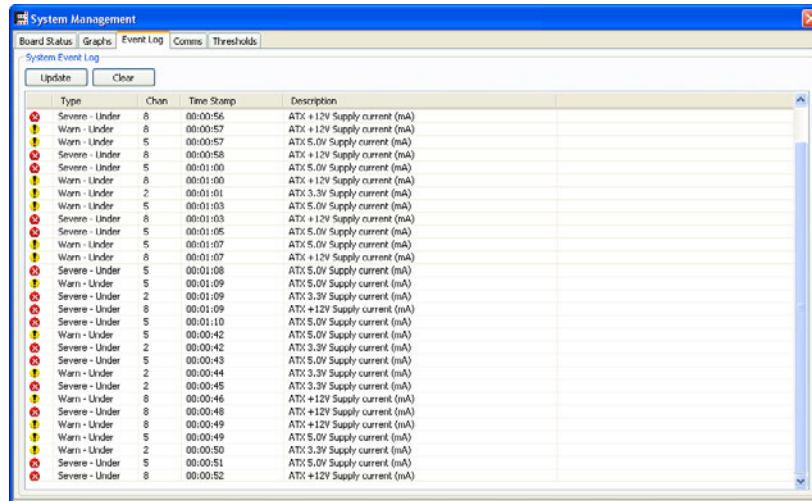 System Management
Board Status Graphs Event Log Comms Thresholds
System Event Log
Update Clear
Type Chan Time Stamp Description
Severe - Under 8 00:00:56 ATX +12V Supply current (mA)
Warn - Under 8 00:00:57 ATX +12V Supply current (mA)
Warn - Under 5 00:00:57 ATX 5.0V Supply current (mA)
Severe - Under 8 00:00:58 ATX +12V Supply current (mA)
Severe - Under 5 00:01:00 ATX 5.0V Supply current (mA)
Warn - Under 8 00:01:00 ATX +12V Supply current (mA)
Warn - Under 2 00:01:01 ATX 3.3V Supply current (mA)
Warn - Under 5 00:01:03 ATX 5.0V Supply current (mA)
Severe - Under 8 00:01:03 ATX +12V Supply current (mA)
Severe - Under 5 00:01:05 ATX 5.0V Supply current (mA)
Warn - Under 5 00:01:07 ATX 5.0V Supply current (mA)
Warn - Under 8 00:01:07 ATX +12V Supply current (mA)
Severe - Under 5 00:01:08 ATX 5.0V Supply current (mA)
Warn - Under 5 00:01:09 ATX 5.0V Supply current (mA)
Severe - Under 2 00:01:09 ATX 3.3V Supply current (mA)
Severe - Under 8 00:01:09 ATX +12V Supply current (mA)
Severe - Under 5 00:01:10 ATX 5.0V Supply current (mA)
Warn - Under 5 00:00:42 ATX 5.0V Supply current (mA)
Severe - Under 2 00:00:42 ATX 3.3V Supply current (mA)
Severe - Under 5 00:00:43 ATX 5.0V Supply current (mA)
Warn - Under 2 00:00:44 ATX 3.3V Supply current (mA)
Severe - Under 2 00:00:45 ATX 3.3V Supply current (mA)
Warn - Under 8 00:00:46 ATX +12V Supply current (mA)
Severe - Under 8 00:00:48 ATX +12V Supply current (mA)
Warn - Under 8 00:00:49 ATX +12V Supply current (mA)
Warn - Under 5 00:00:49 ATX 5.0V Supply current (mA)
Warn - Under 2 00:00:50 ATX 3.3V Supply current (mA)
Severe - Under 5 00:00:51 ATX 5.0V Supply current (mA)
Severe - Under 8 00:00:52 ATX +12V Supply current (mA)